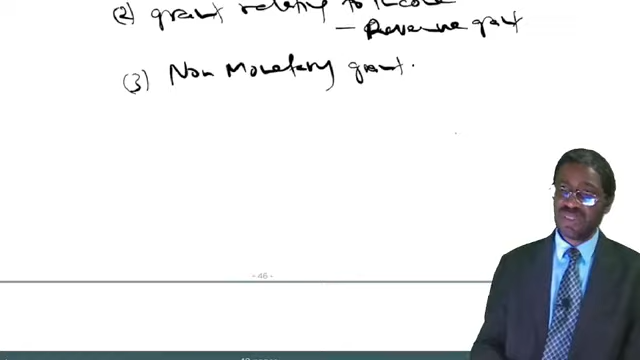 (2) grant relating to income
– Revenue grant
(3) Non Monetary grant.
- 46 -